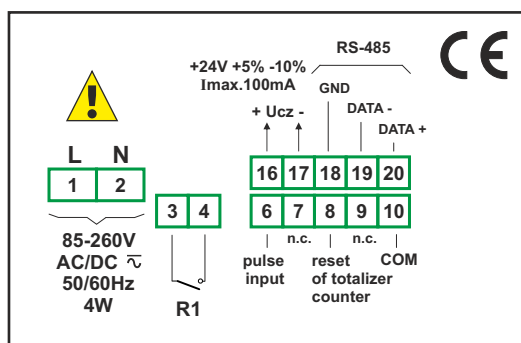 RS-485
CE
+24V +5% -10%
Imax.100mA
GND
+ Ucz -
DATA -
DATA +
L N
1 2
16 17 18 19 20
3 4
6 7 8 9 10
n.c. n.c.
85-260V
AC/DC
50/60Hz
4W
R1
pulse
input
reset
of totalizer
counter
COM